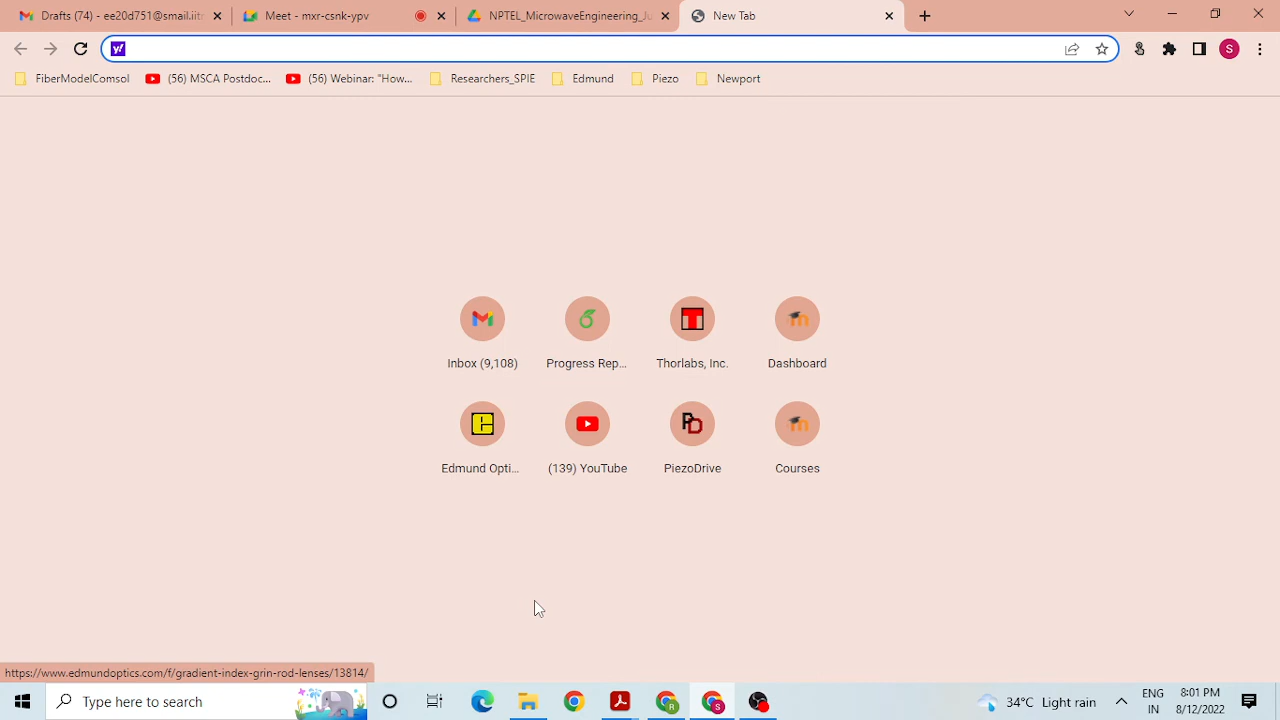 Drafts (74) - ee20d751@smail.iitr
Meet - mxr-csnk-ypv
NPTEL_MicrowaveEngineering_Ju
New Tab
FiberModelComsol
(56) MSCA Postdoc...
(56) Webinar: "How...
Researchers_SPIE
Edmund
Piezo
Newport
S
Inbox (9,108)
Progress Rep...
Thorlabs, Inc.
Dashboard
Edmund Opti...
(139) YouTube
PiezoDrive
Courses
https://www.edmundoptics.com/f/gradient-index-grin-rod-lenses/13814/
Type here to search
34°C Light rain
ENG
IN
8:01 PM
8/12/2022